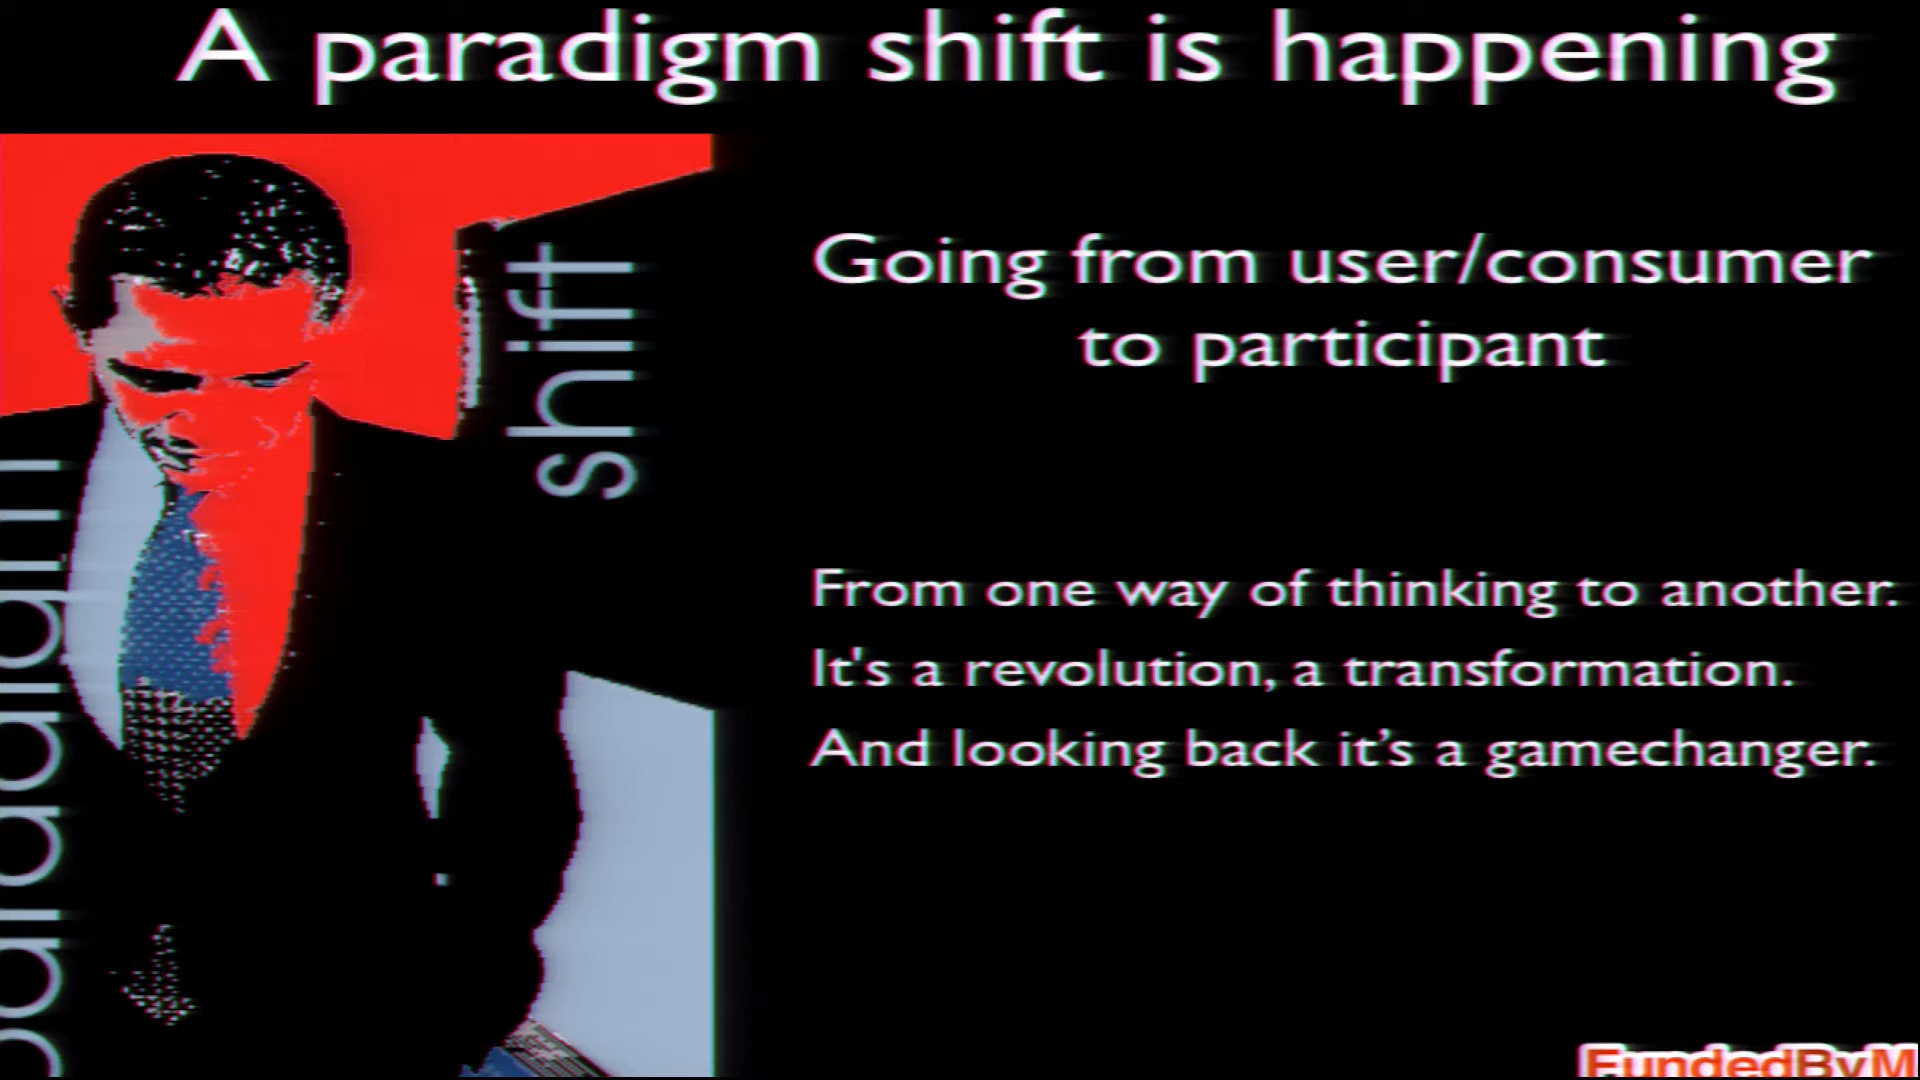 A paradigm shift is happening
paradigm
shift
Going from user/consumer
to participant
From one way of thinking to another.
It's a revolution, a transformation.
And looking back it’s a gamechanger.
FundedByM